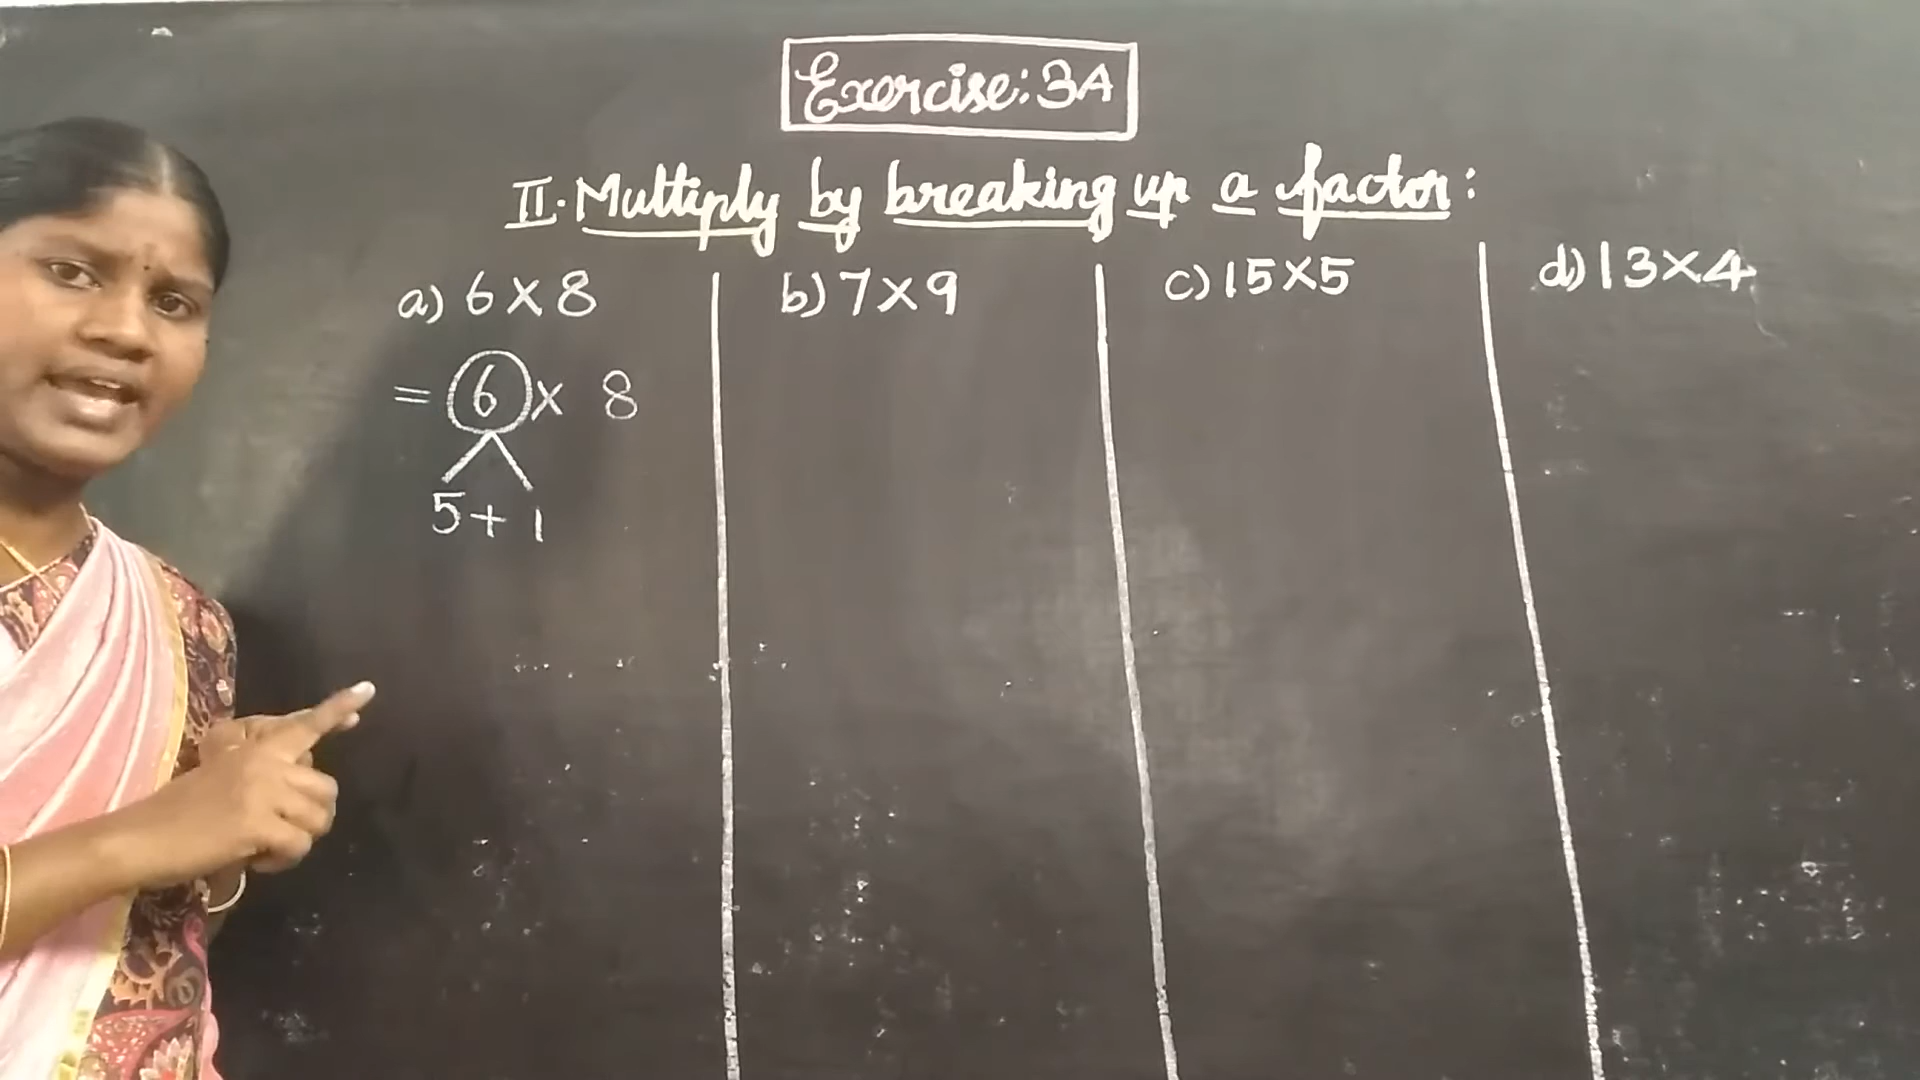 Exercise: 3A
II. Multiply by breaking up a factor:
a) 6 × 8
= 6 × 8
5 + 1
b) 7 × 9
c) 15 × 5
d) 13 × 4